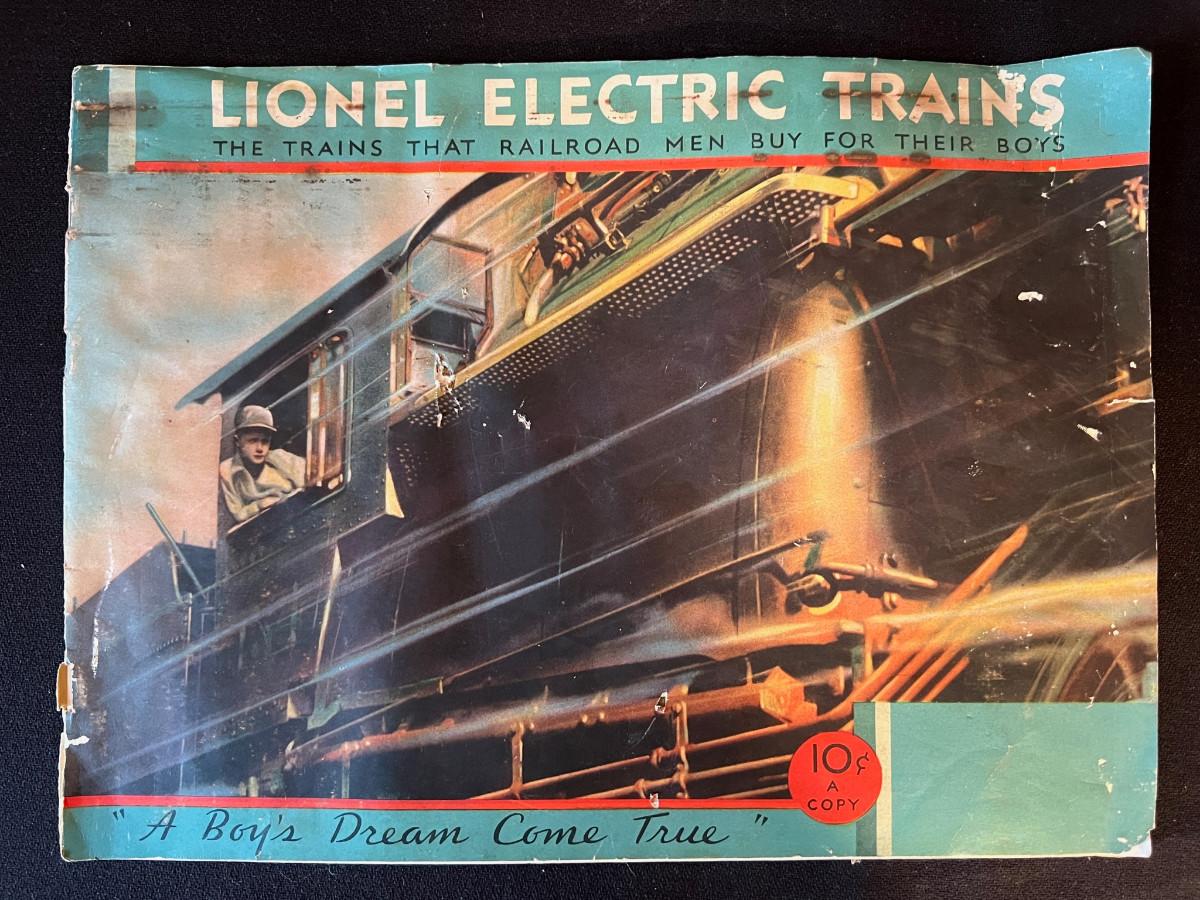 LIONEL ELECTRIC TRAINS
THE TRAINS THAT RAILROAD MEN BUY FOR THEIR BOYS
10¢
A
COPY
"A Boy's Dream Come True"